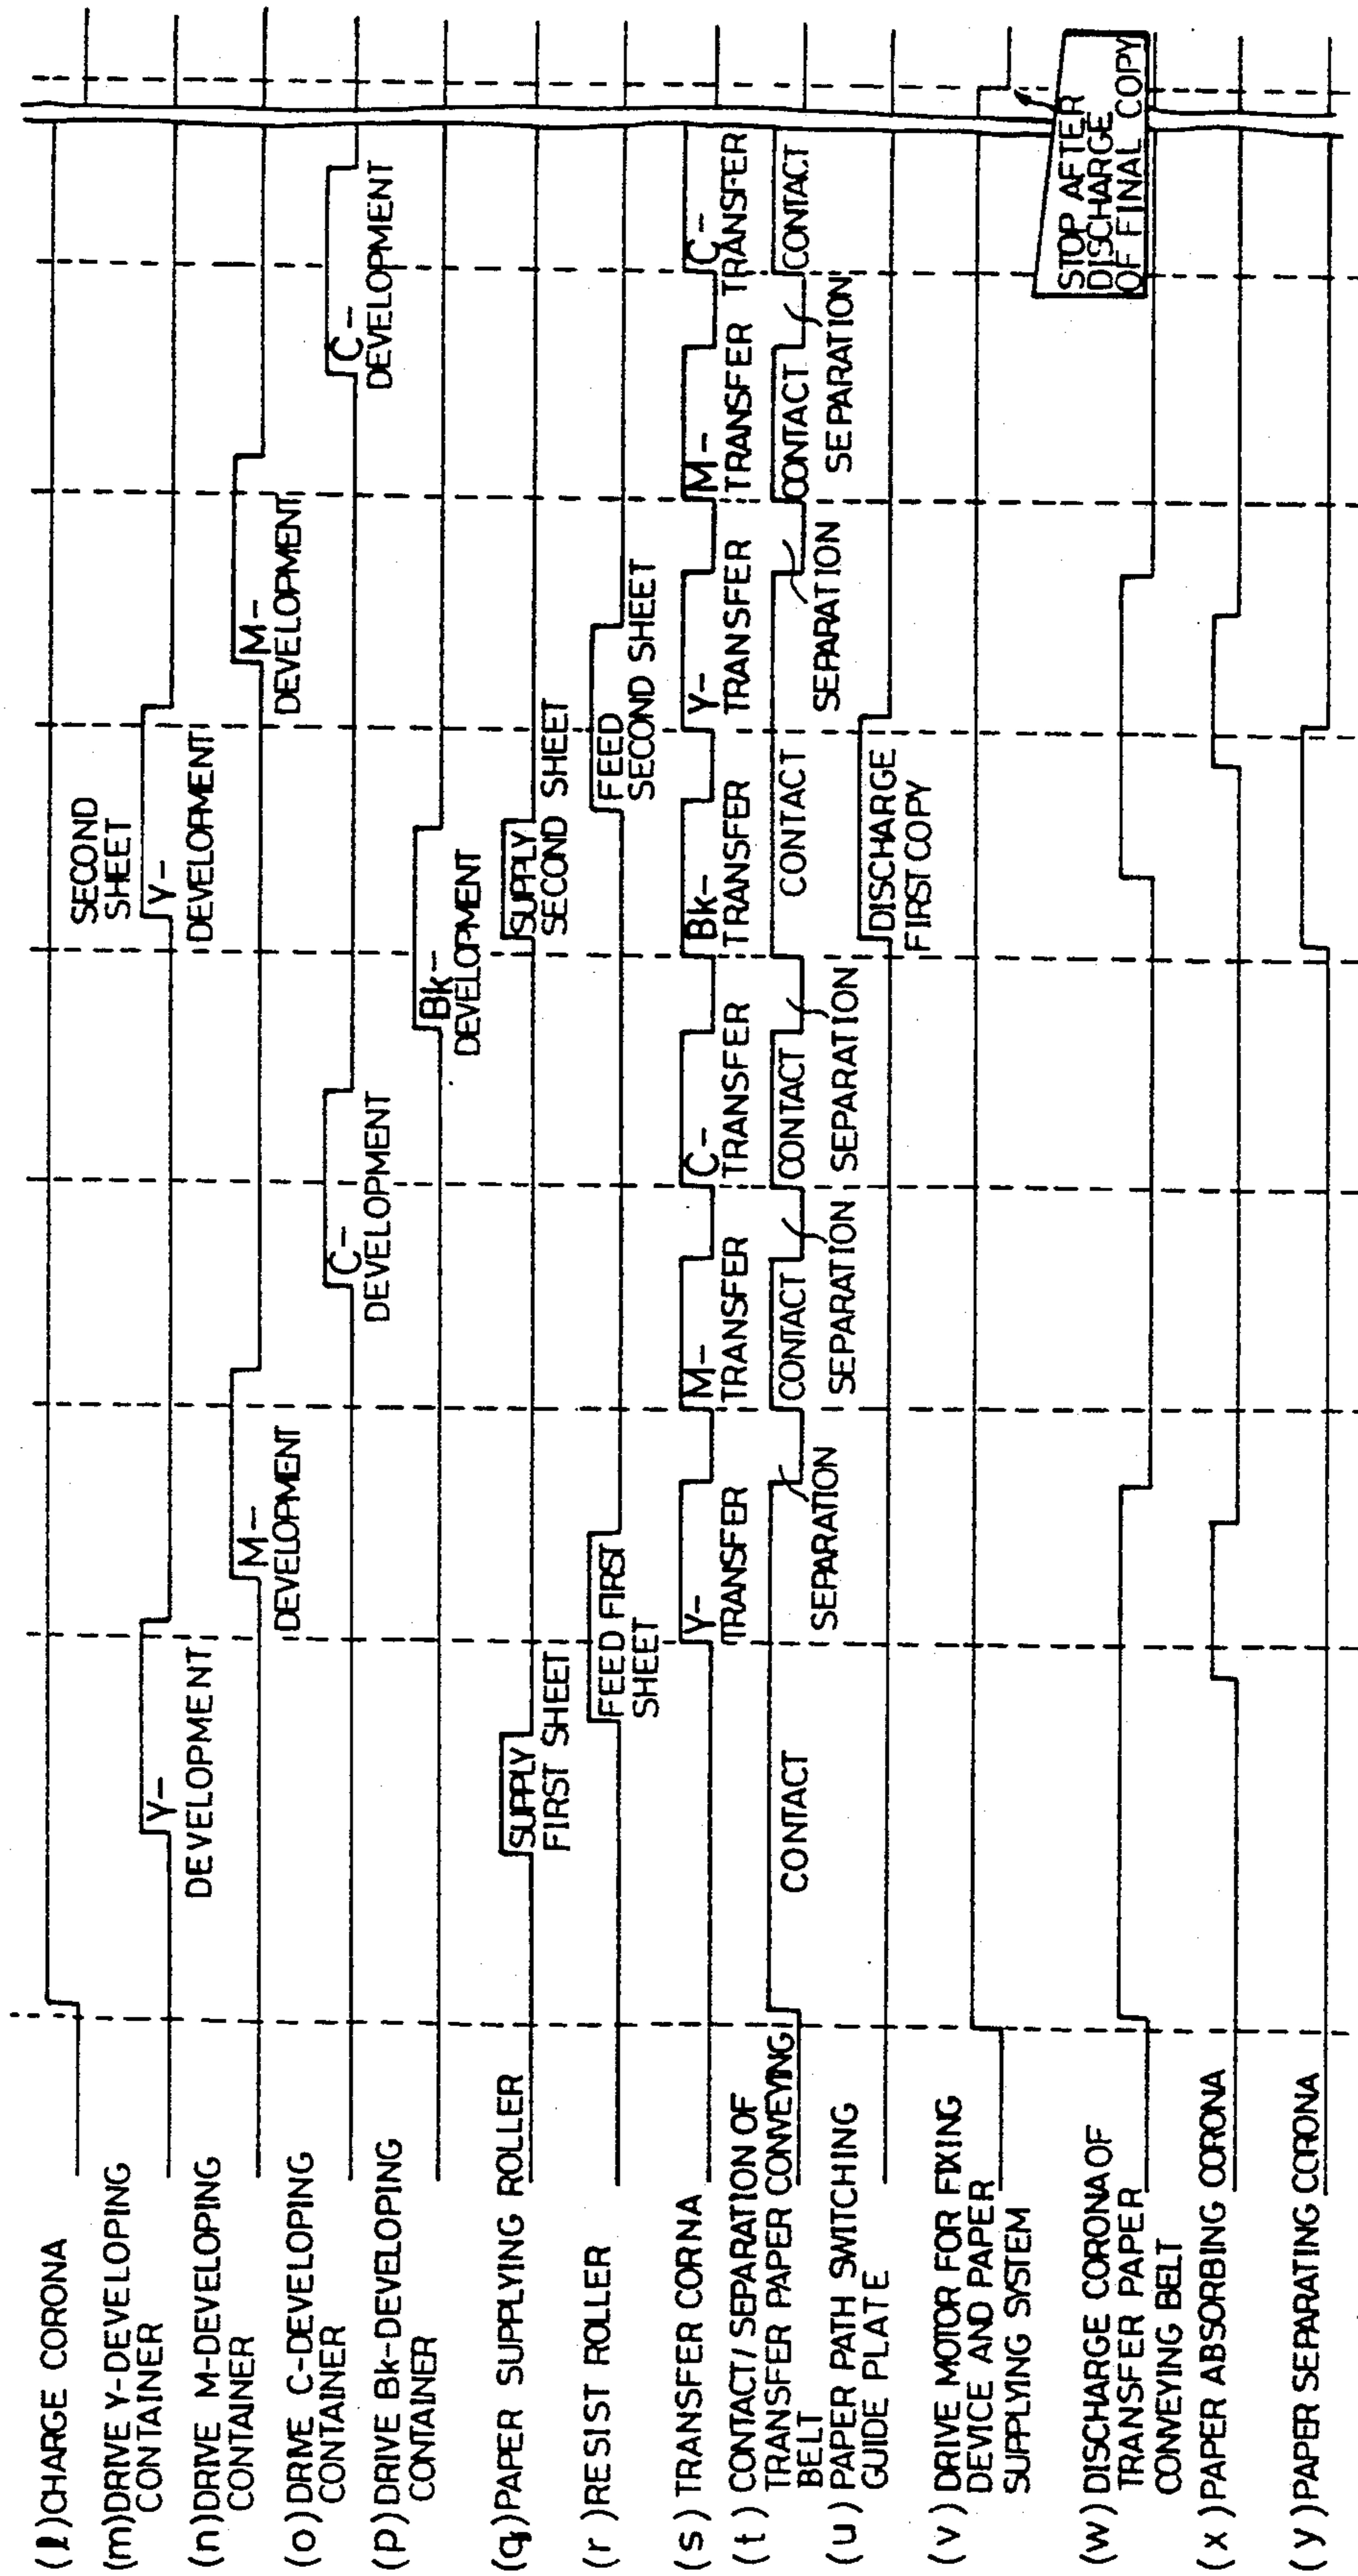 (l) CHARGE CORONA
(m) DRIVE Y-DEVELOPING
CONTAINER
Y-
DEVELOPMENT
SECOND
SHEET
Y-
DEVELOPMENT
(n) DRIVE M-DEVELOPING
CONTAINER
M-
DEVELOPMENT
M-
DEVELOPMENT
(o) DRIVE C-DEVELOPING
CONTAINER
C-
DEVELOPMENT
C-
DEVELOPMENT
(p) DRIVE Bk-DEVELOPING
CONTAINER
Bk-
DEVELOPMENT
(q) PAPER SUPPLYING ROLLER
SUPPLY
FIRST SHEET
SUPPLY
SECOND SHEET
(r) RESIST ROLLER
FEED FIRST
SHEET
FEED
SECOND SHEET
(s) TRANSFER CORNA
Y-
TRANSFER
M-
TRANSFER
C-
TRANSFER
Bk-
TRANSFER
Y-
TRANSFER
M-
TRANSFER
C-
TRANSFER
(t) CONTACT/SEPARATION OF
TRANSFER PAPER CONVEYING
BELT
CONTACT
SEPARATION
CONTACT
SEPARATION
CONTACT
SEPARATION
CONTACT
SEPARATION
CONTACT
SEPARATION
CONTACT
(u) PAPER PATH SWITCHING
GUIDE PLATE
DISCHARGE
FIRST COPY
(v) DRIVE MOTOR FOR FIXING
DEVICE AND PAPER
SUPPLYING SYSTEM
STOP AFTER
DISCHARGE
OF FINAL COPY
(w) DISCHARGE CORONA OF
TRANSFER PAPER
CONVEYING BELT
(x) PAPER ABSORBING CORONA
(y) PAPER SEPARATING CORONA